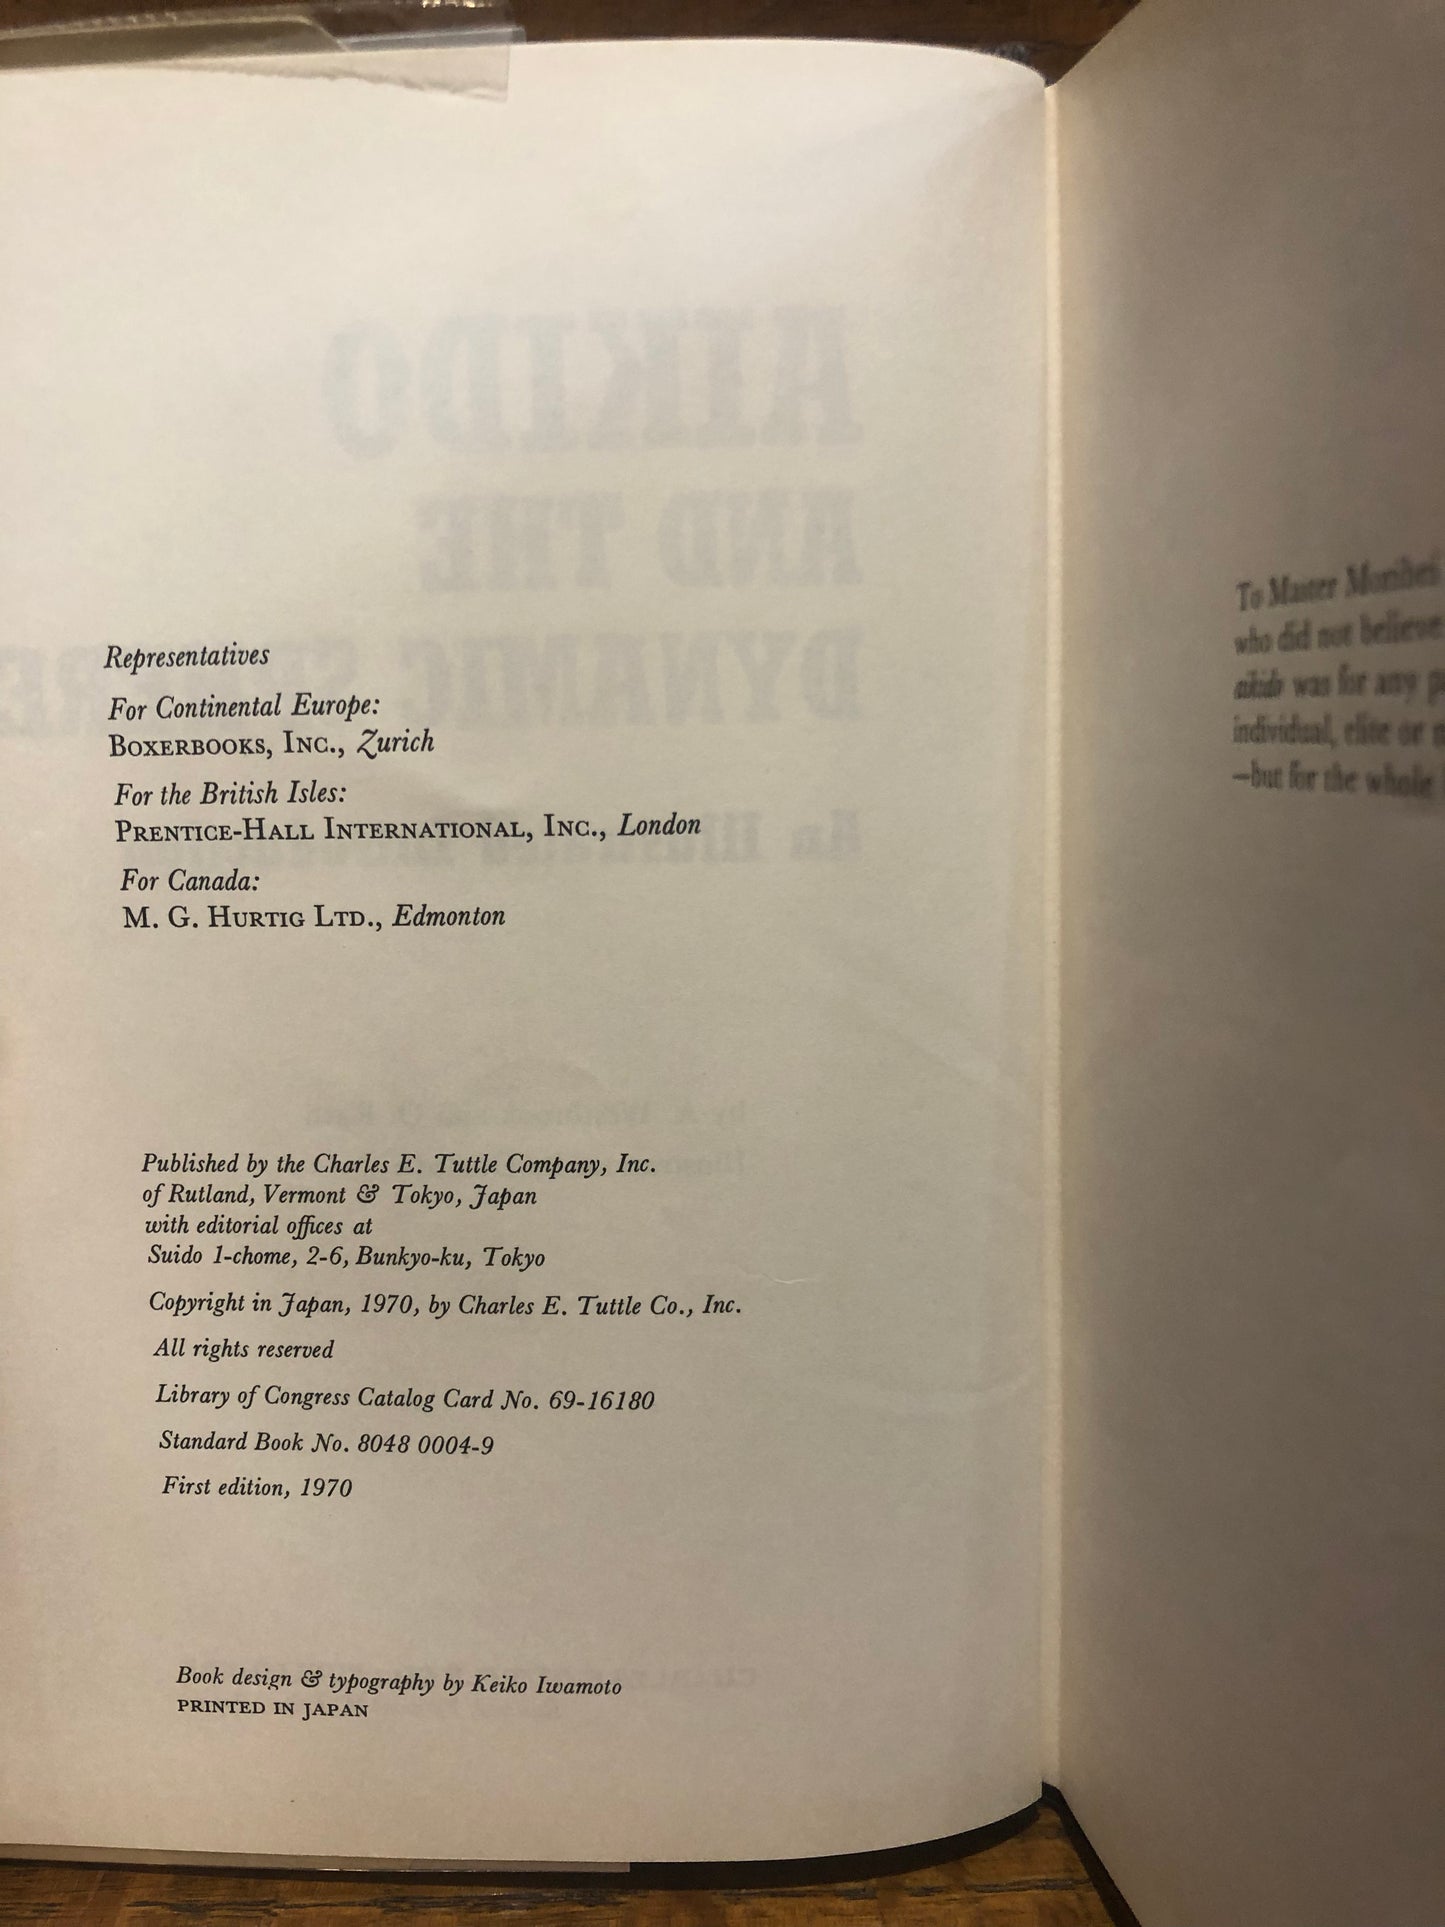 Representatives
For Continental Europe:
BOXERBOOKS, INC., Zurich
For the British Isles:
PRENTICE-HALL INTERNATIONAL, INC., London
For Canada:
M. G. HURTIG LTD., Edmonton
Published by the Charles E. Tuttle Company, Inc.
of Rutland, Vermont & Tokyo, Japan
with editorial offices at
Suido 1-chome, 2-6, Bunkyo-ku, Tokyo
Copyright in Japan, 1970, by Charles E. Tuttle Co., Inc.
All rights reserved
Library of Congress Catalog Card No. 69-16180
Standard Book No. 8048 0004-9
First edition, 1970
Book design & typography by Keiko Iwamoto
PRINTED IN JAPAN
To Master Morihei
who did not believe
aikido was for any
individual, elite or
—but for the whole